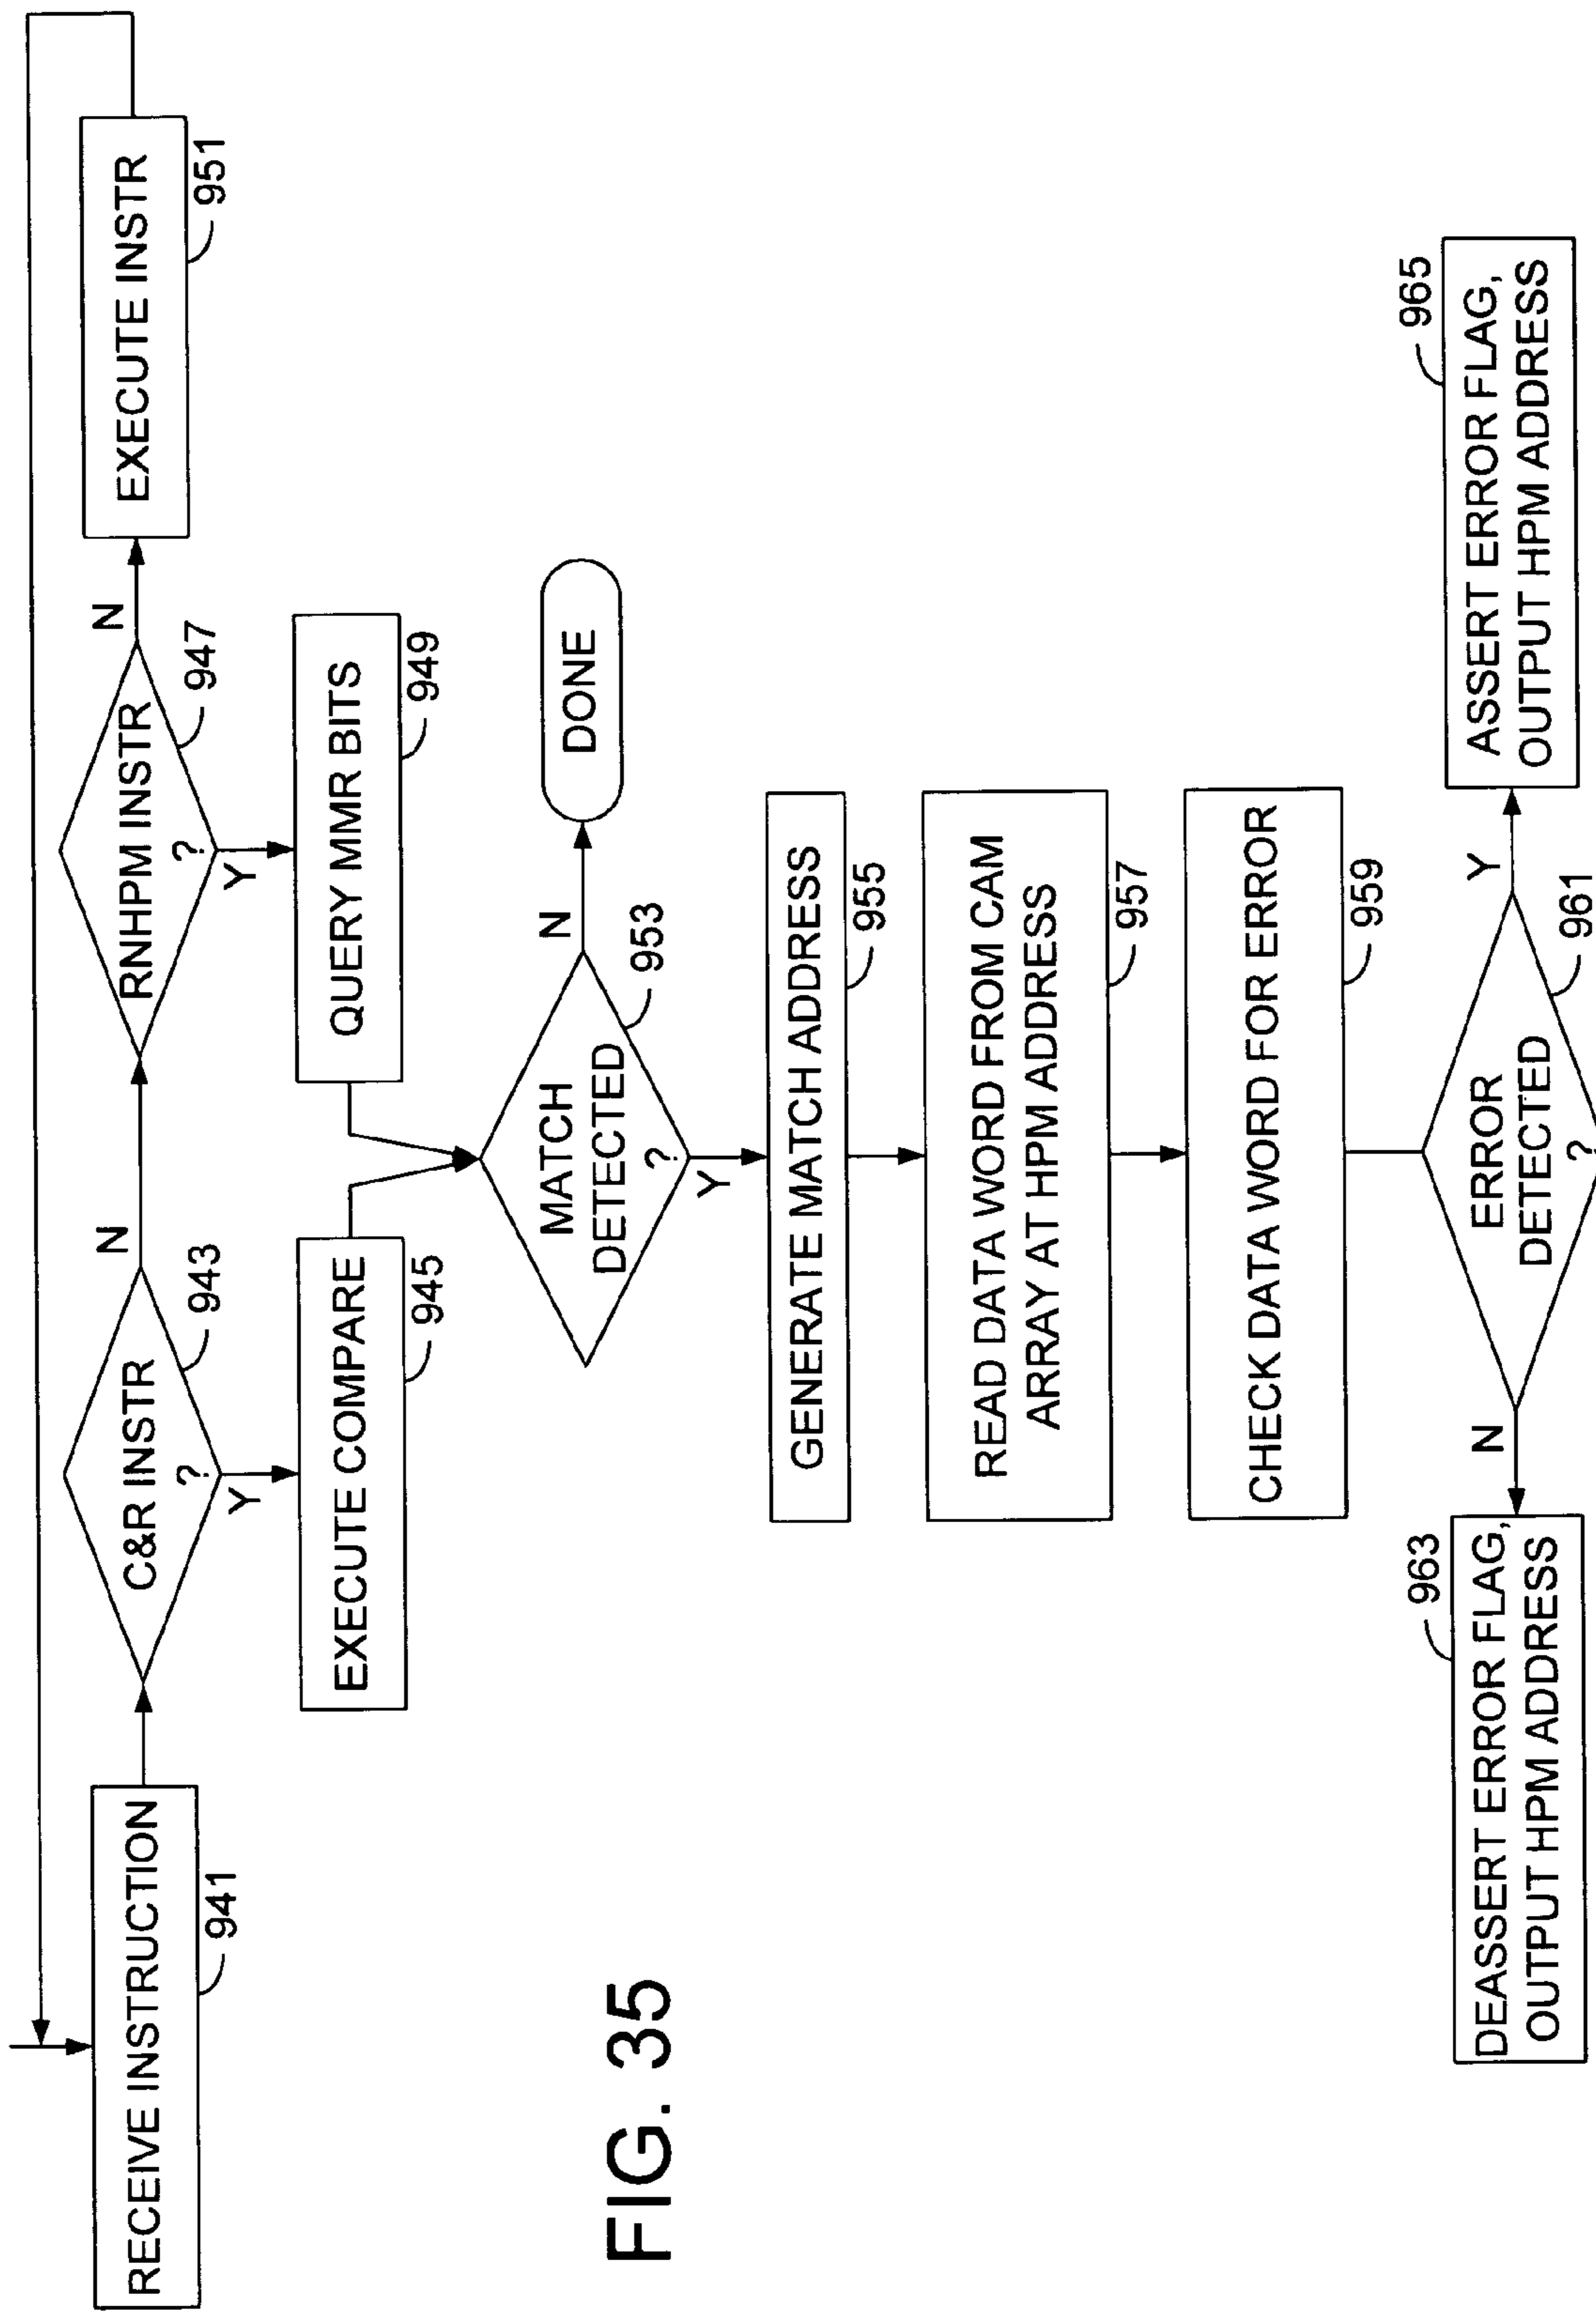 RECEIVE INSTRUCTION
941
C&R INSTR
?
943
N
Y
RNHPM INSTR
?
947
N
Y
EXECUTE INSTR
951
EXECUTE COMPARE
945
QUERY MMR BITS
949
MATCH
DETECTED
?
953
N
Y
DONE
GENERATE MATCH ADDRESS
955
READ DATA WORD FROM CAM
ARRAY AT HPM ADDRESS
957
CHECK DATA WORD FOR ERROR
959
ERROR
DETECTED
?
961
N
Y
963
DEASSERT ERROR FLAG,
OUTPUT HPM ADDRESS
965
ASSERT ERROR FLAG,
OUTPUT HPM ADDRESS
FIG. 35